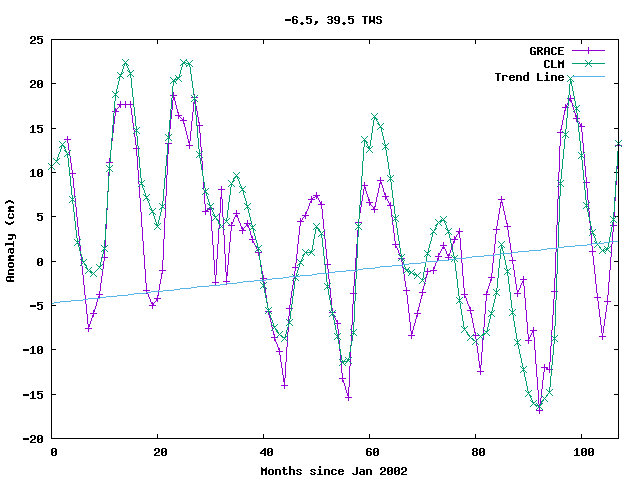 -6.5, 39.5 TWS
GRACE
CLM
Trend Line
25
20
15
10
5
0
-5
-10
-15
-20
Anomaly (cm)
0 20 40 60 80 100
Months since Jan 2002